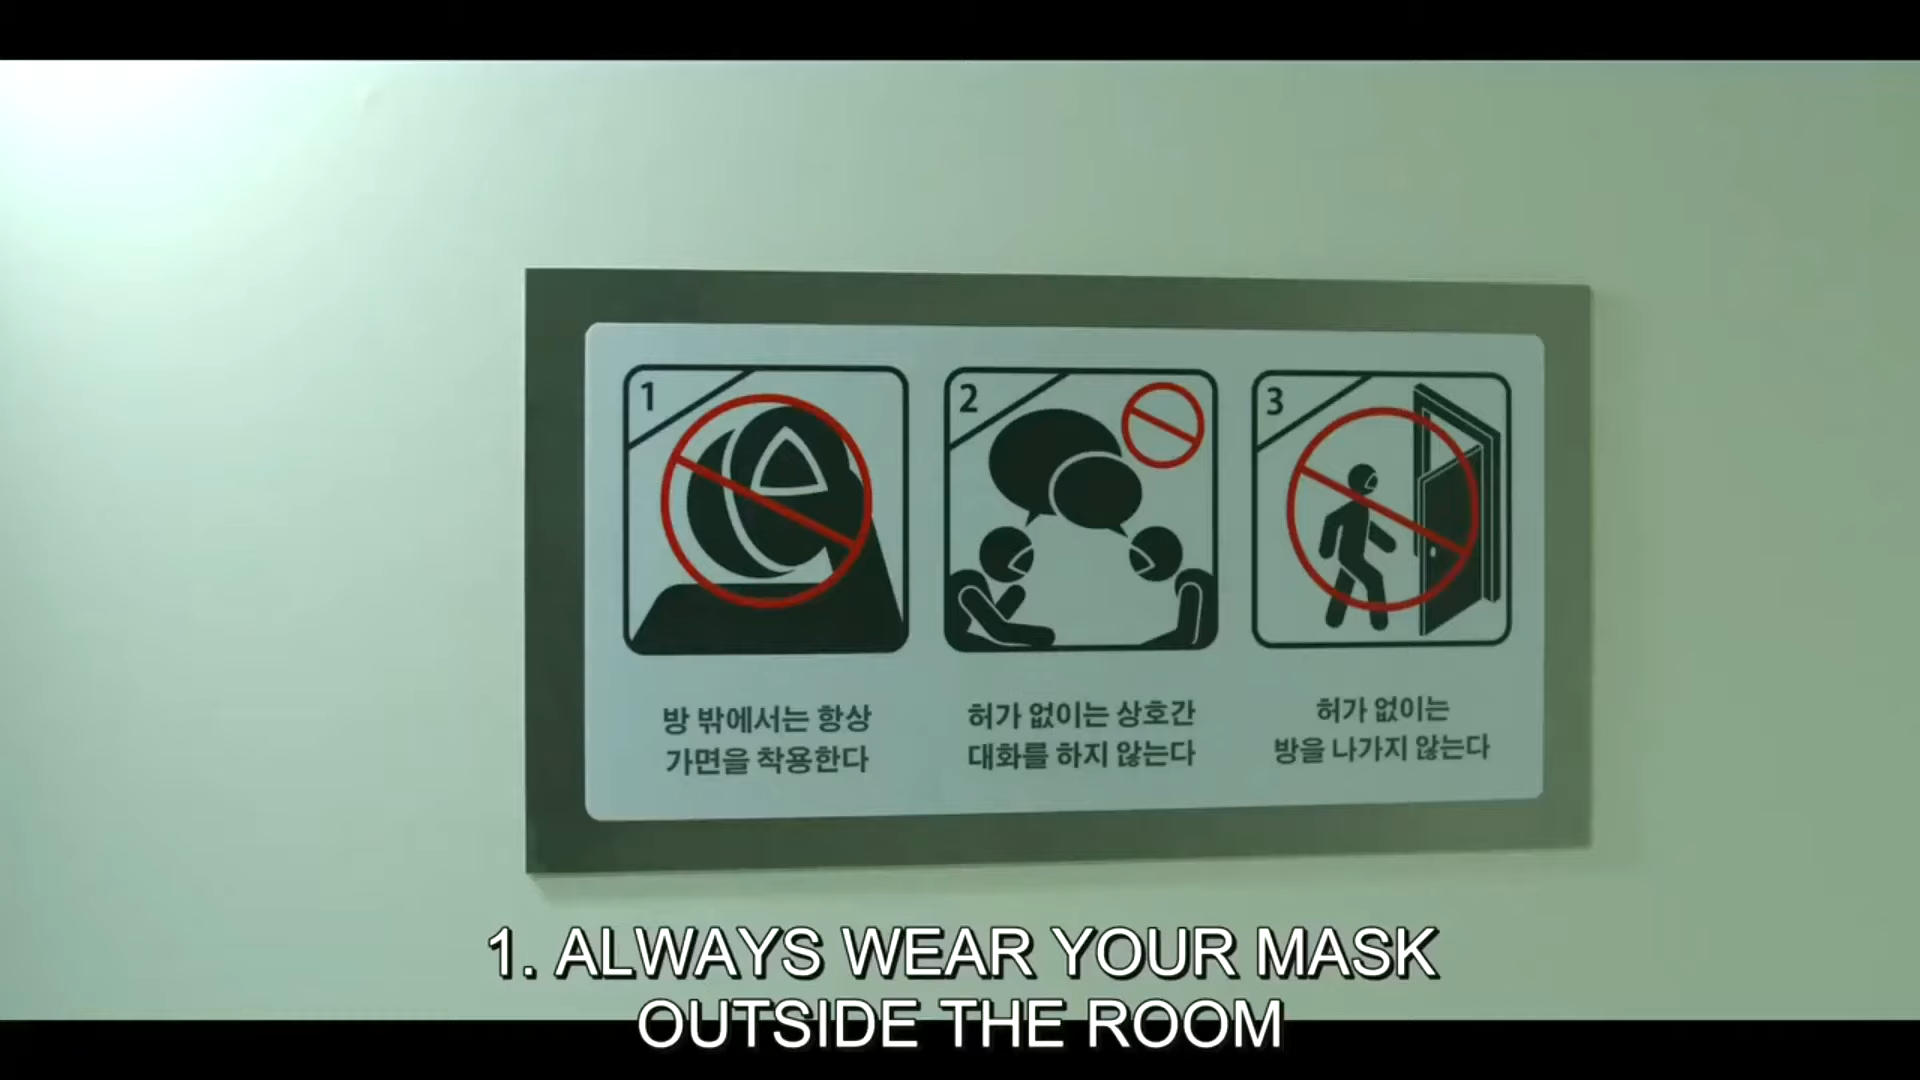 1
2
3
방 밖에서는 항상
가면을 착용한다
허가 없이는 상호간
대화를 하지 않는다
허가 없이는
방을 나가지 않는다
1. ALWAYS WEAR YOUR MASK
OUTSIDE THE ROOM